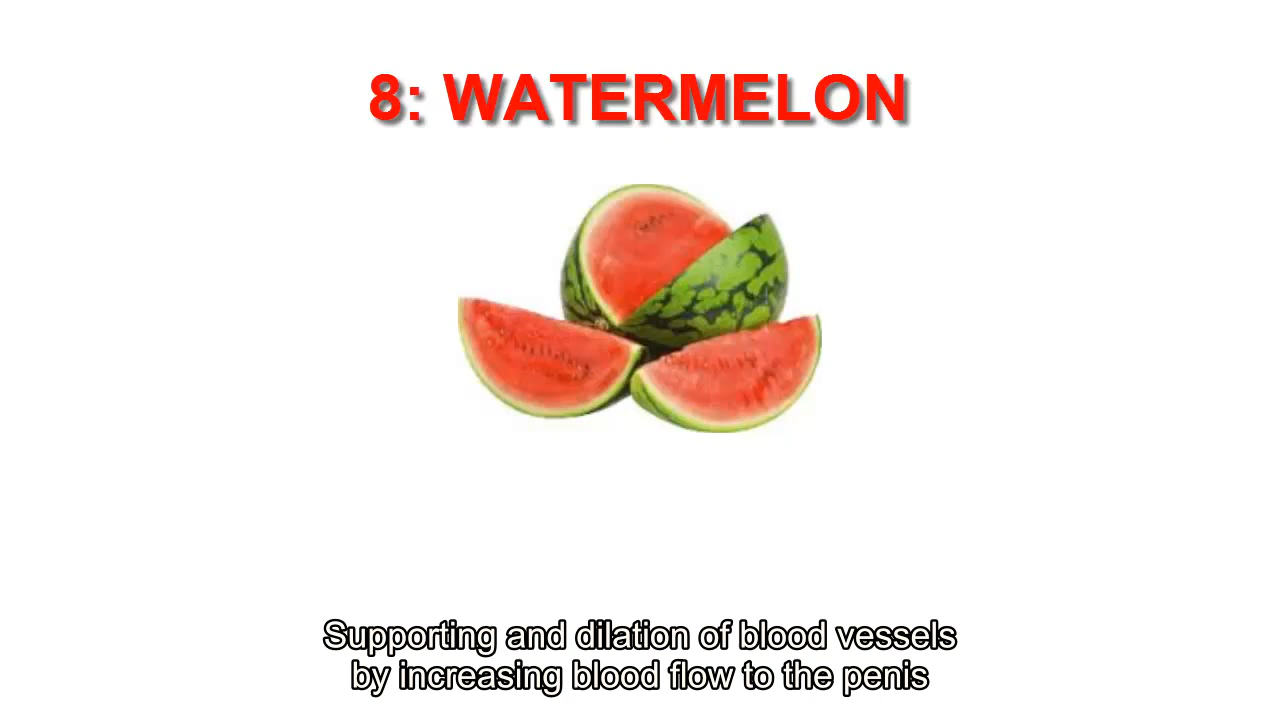 8: WATERMELON
Supporting and dilation of blood vessels
by increasing blood flow to the penis